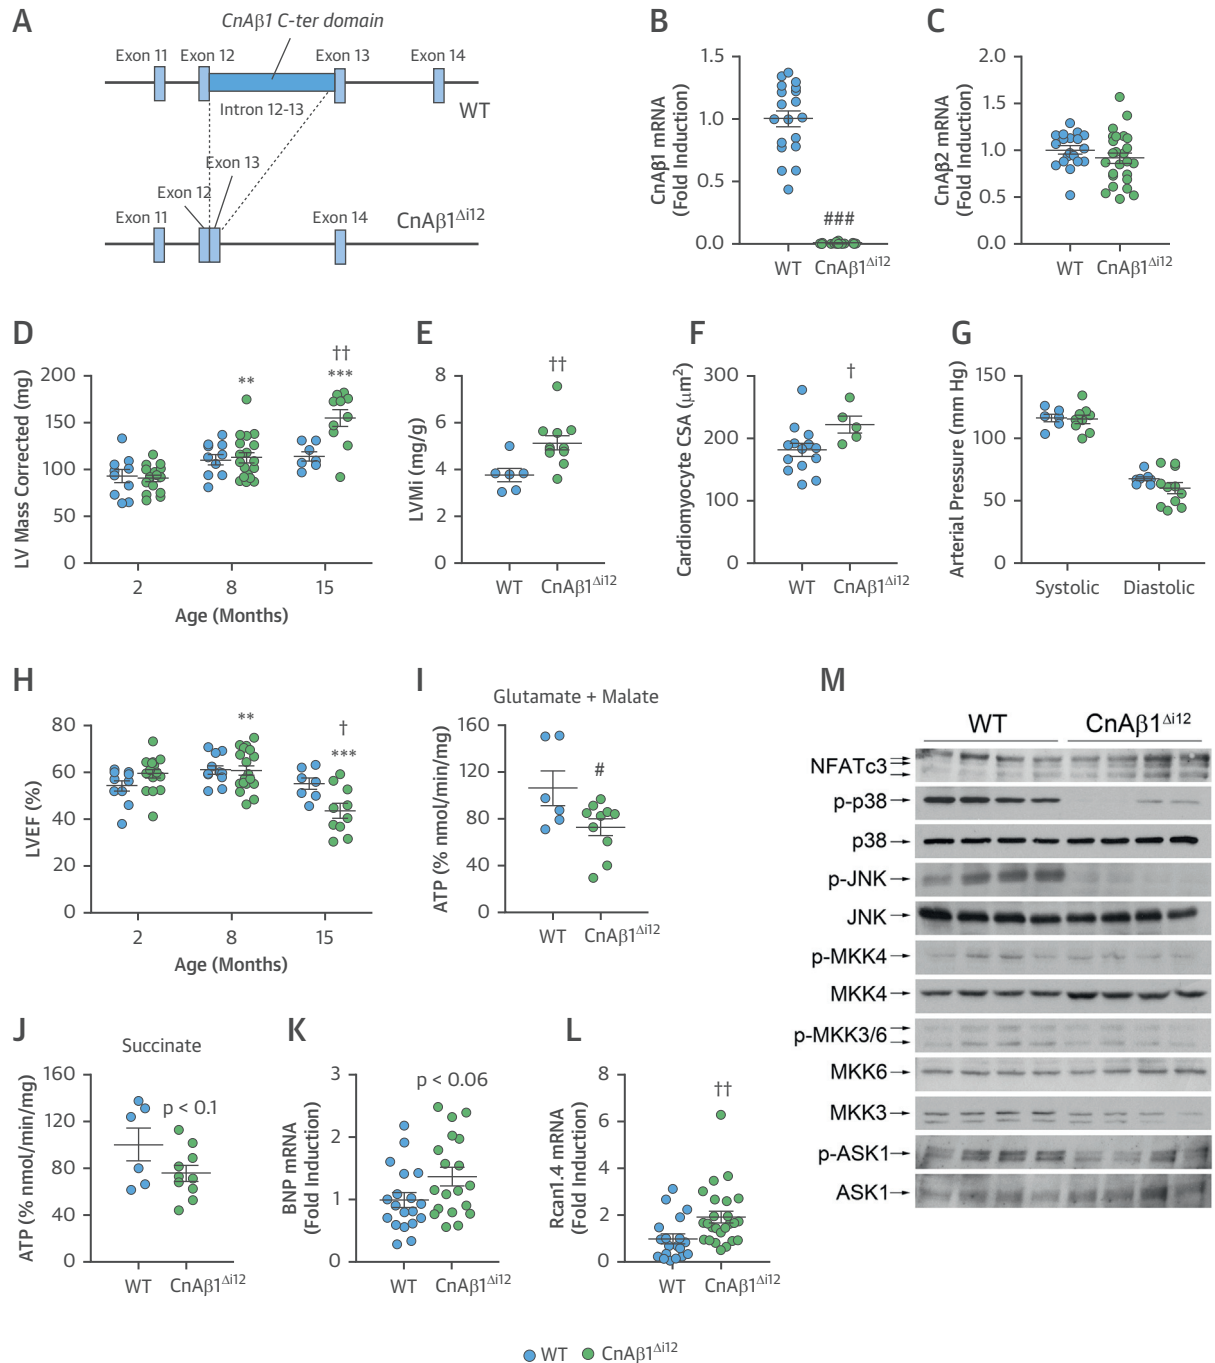 A
CnAβ1 C-ter domain
Exon 11 Exon 12 Exon 13 Exon 14
Intron 12-13
WT
Exon 13
Exon 12
Exon 11 Exon 14
CnAβ1Δi12
B
CnAβ1 mRNA
(Fold Induction)
1.5
1.0
0.5
0.0
###
WT CnAβ1Δi12
C
CnAβ2 mRNA
(Fold Induction)
2.0
1.5
1.0
0.5
0.0
WT CnAβ1Δi12
D
LV Mass Corrected (mg)
200
150
100
50
0
**
††
***
2 8 15
Age (Months)
E
LVMi (mg/g)
8
6
4
2
0
††
WT CnAβ1Δi12
F
Cardiomyocyte CSA (μm2)
300
200
100
0
†
WT CnAβ1Δi12
G
Arterial Pressure (mm Hg)
150
100
50
0
Systolic Diastolic
H
LVEF (%)
80
60
40
20
0
**
†
***
2 8 15
Age (Months)
I
Glutamate + Malate
ATP (% nmol/min/mg)
160
120
80
40
0
#
WT CnAβ1Δi12
J
Succinate
ATP (% nmol/min/mg)
160
120
80
40
0
p < 0.1
WT CnAβ1Δi12
K
BNP mRNA
(Fold Induction)
3
2
1
0
p < 0.06
WT CnAβ1Δi12
L
Rcan1.4 mRNA
(Fold Induction)
8
6
4
2
0
††
WT CnAβ1Δi12
M
WT CnAβ1Δi12
NFATc3
p-p38
p38
p-JNK
JNK
p-MKK4
MKK4
p-MKK3/6
MKK6
MKK3
p-ASK1
ASK1
WT CnAβ1Δi12